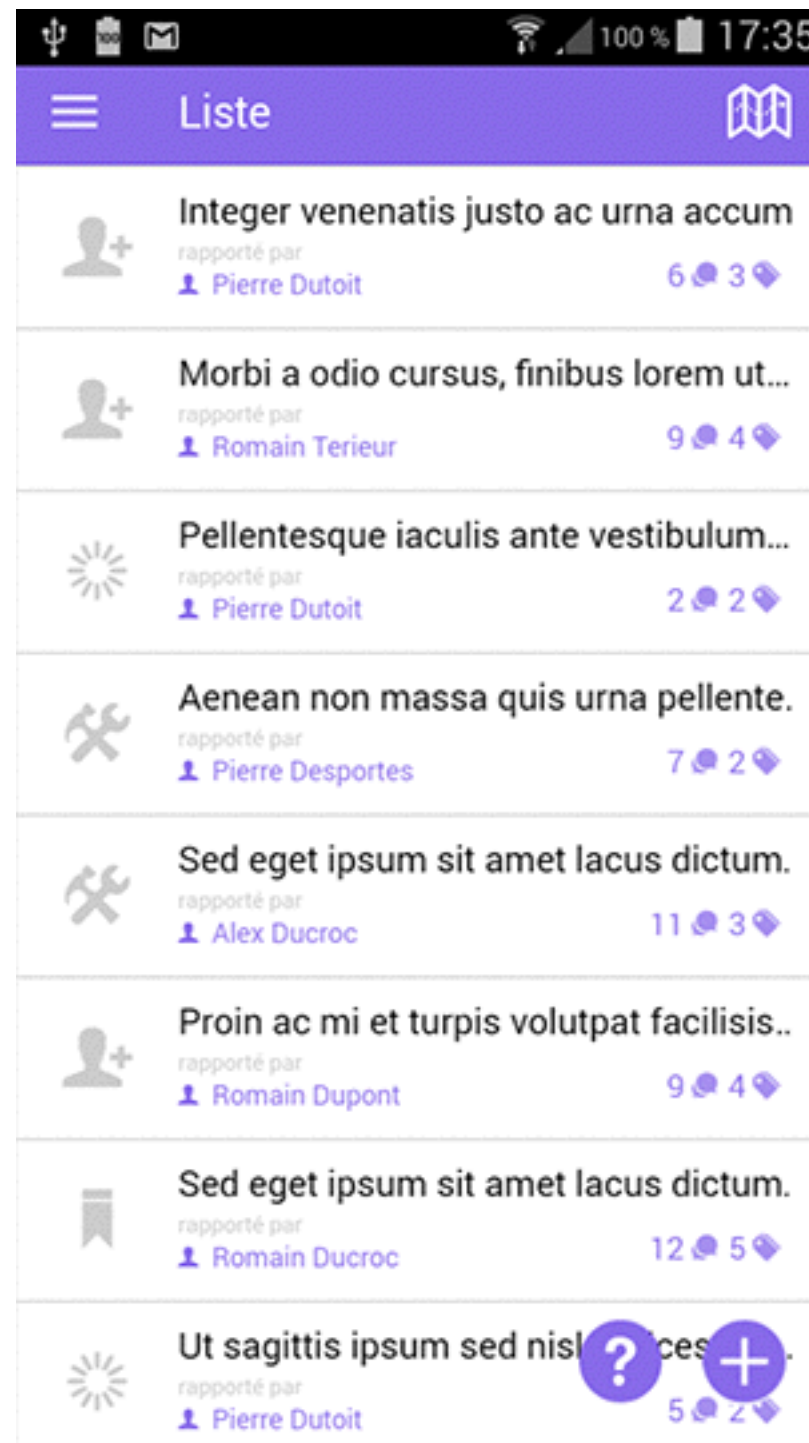 100 100 % 17:35
Liste
Integer venenatis justo ac urna accum
rapporté par
Pierre Dutoit 6 3
Morbi a odio cursus, finibus lorem ut...
rapporté par
Romain Terieur 9 4
Pellentesque iaculis ante vestibulum...
rapporté par
Pierre Dutoit 2 2
Aenean non massa quis urna pellente.
rapporté par
Pierre Desportes 7 2
Sed eget ipsum sit amet lacus dictum.
rapporté par
Alex Ducroc 11 3
Proin ac mi et turpis volutpat facilisis..
rapporté par
Romain Dupont 9 4
Sed eget ipsum sit amet lacus dictum.
rapporté par
Romain Ducroc 12 5
Ut sagittis ipsum sed nisl ? +
rapporté par
Pierre Dutoit 5 2